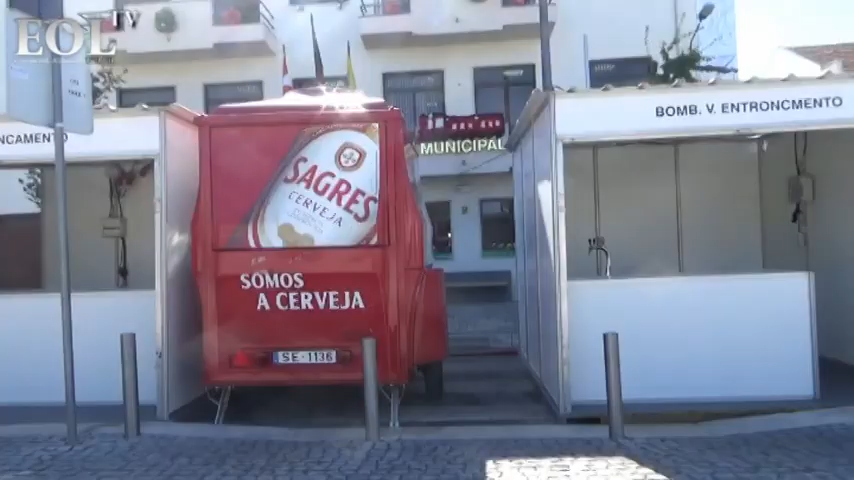 EOL TV
NCAMENTO
BOMB. V. ENTRONCMENTO
MUNICIPAL
SAGRES
CERVEJA
SOMOS
A CERVEJA
SE·1136